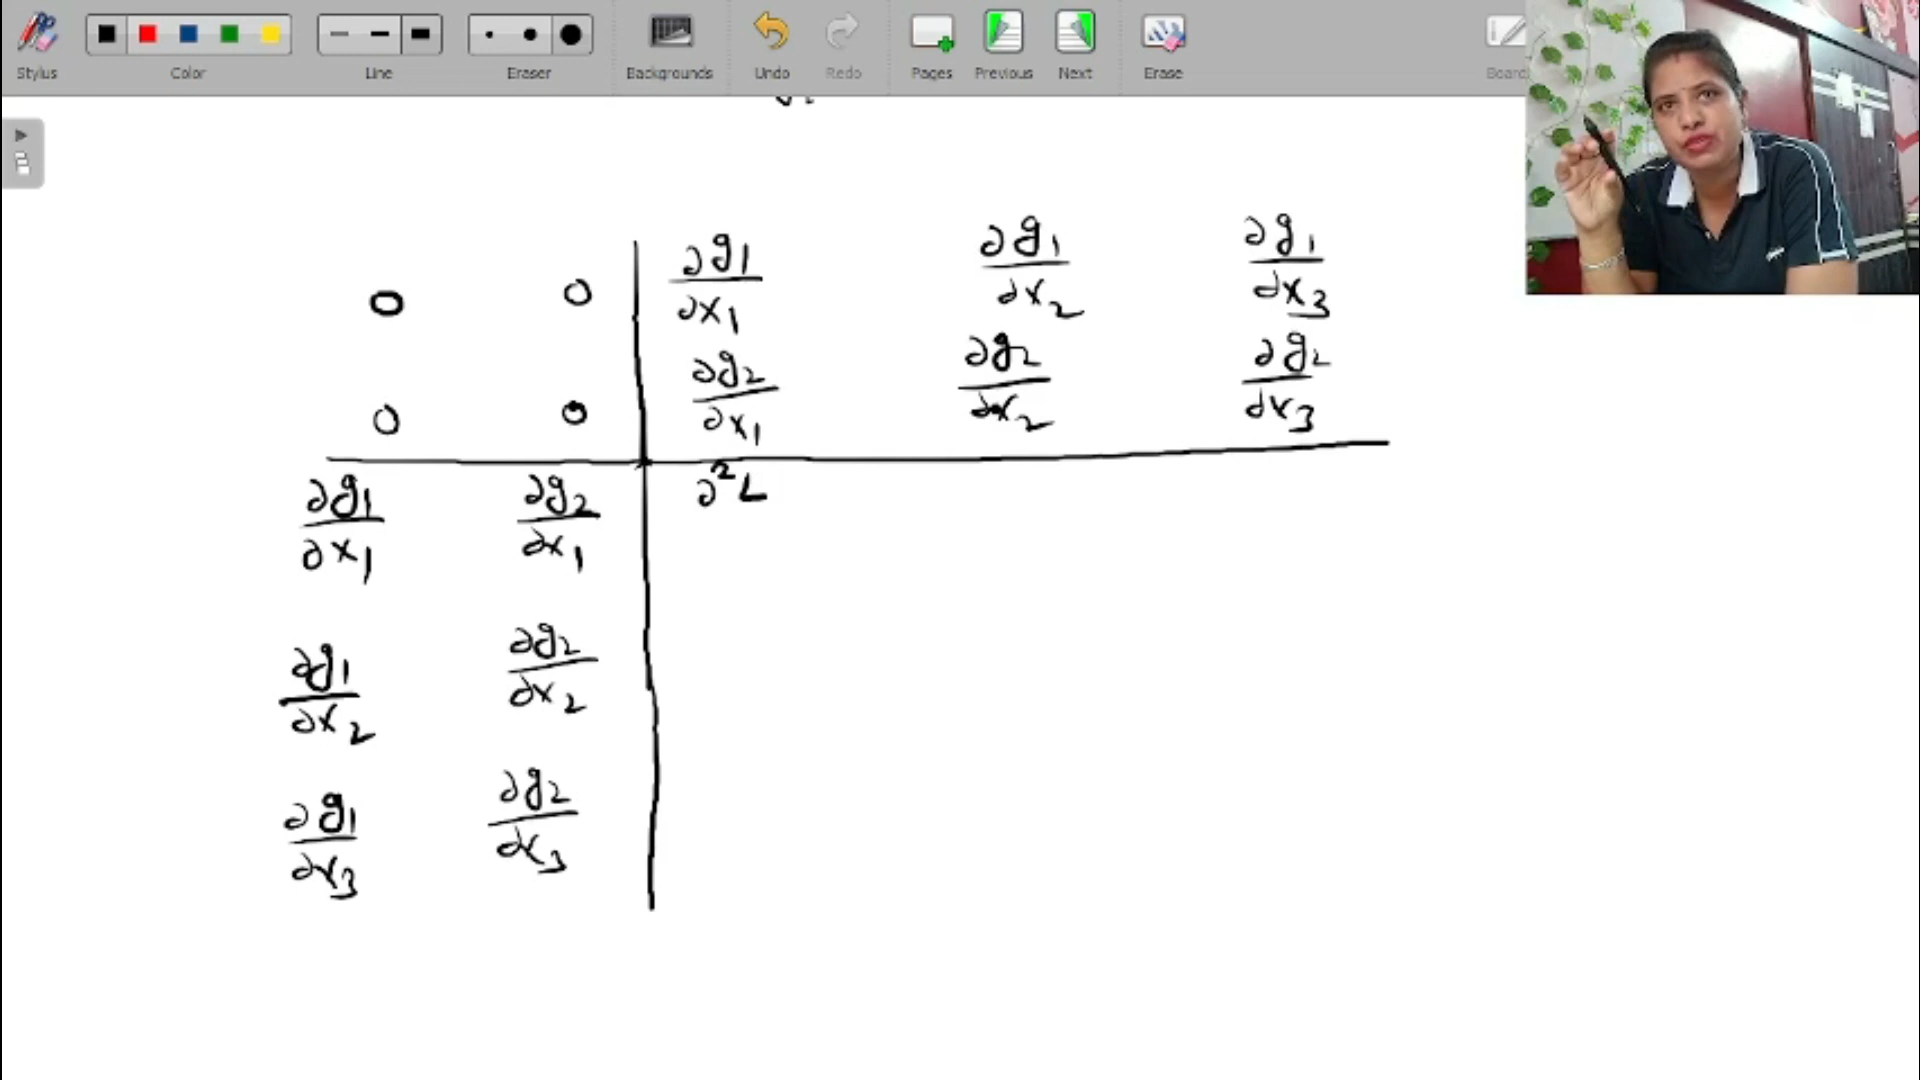 Stylus Color Line Eraser Backgrounds Undo Redo Pages Previous Next Erase Board
0 0 ∂g1/∂x1 ∂g1/∂x2 ∂g1/∂x3
0 0 ∂g2/∂x1 ∂g2/∂x2 ∂g2/∂x3
∂g1/∂x1 ∂g2/∂x1 ∂²L
∂g1/∂x2 ∂g2/∂x2
∂g1/∂x3 ∂g2/∂x3